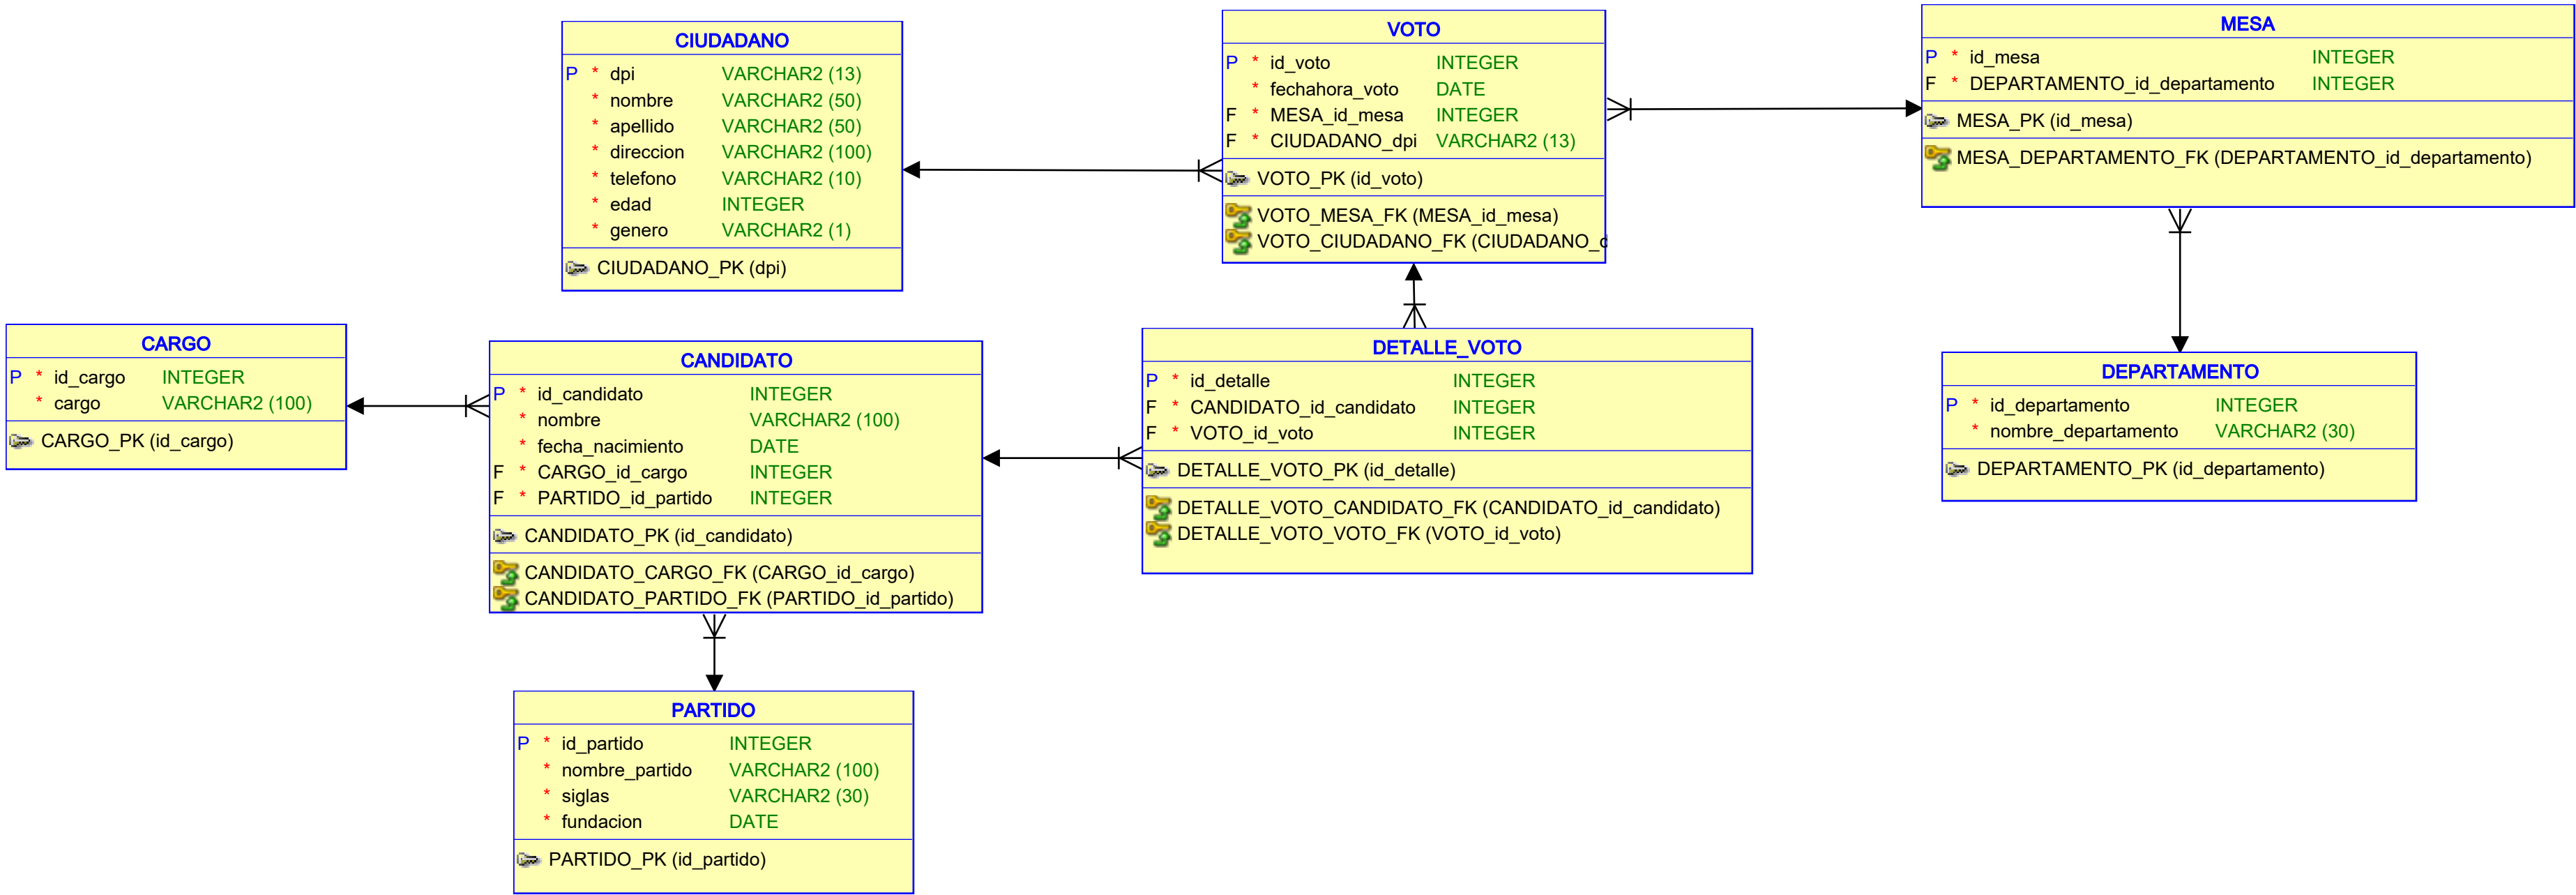 CIUDADANO
P * dpi VARCHAR2 (13)
* nombre VARCHAR2 (50)
* apellido VARCHAR2 (50)
* direccion VARCHAR2 (100)
* telefono VARCHAR2 (10)
* edad INTEGER
* genero VARCHAR2 (1)
CIUDADANO_PK (dpi)
VOTO
P * id_voto INTEGER
* fechahora_voto DATE
F * MESA_id_mesa INTEGER
F * CIUDADANO_dpi VARCHAR2 (13)
VOTO_PK (id_voto)
VOTO_MESA_FK (MESA_id_mesa)
VOTO_CIUDADANO_FK (CIUDADANO_d
MESA
P * id_mesa INTEGER
F * DEPARTAMENTO_id_departamento INTEGER
MESA_PK (id_mesa)
MESA_DEPARTAMENTO_FK (DEPARTAMENTO_id_departamento)
CARGO
P * id_cargo INTEGER
* cargo VARCHAR2 (100)
CARGO_PK (id_cargo)
CANDIDATO
P * id_candidato INTEGER
* nombre VARCHAR2 (100)
* fecha_nacimiento DATE
F * CARGO_id_cargo INTEGER
F * PARTIDO_id_partido INTEGER
CANDIDATO_PK (id_candidato)
CANDIDATO_CARGO_FK (CARGO_id_cargo)
CANDIDATO_PARTIDO_FK (PARTIDO_id_partido)
DETALLE_VOTO
P * id_detalle INTEGER
F * CANDIDATO_id_candidato INTEGER
F * VOTO_id_voto INTEGER
DETALLE_VOTO_PK (id_detalle)
DETALLE_VOTO_CANDIDATO_FK (CANDIDATO_id_candidato)
DETALLE_VOTO_VOTO_FK (VOTO_id_voto)
DEPARTAMENTO
P * id_departamento INTEGER
* nombre_departamento VARCHAR2 (30)
DEPARTAMENTO_PK (id_departamento)
PARTIDO
P * id_partido INTEGER
* nombre_partido VARCHAR2 (100)
* siglas VARCHAR2 (30)
* fundacion DATE
PARTIDO_PK (id_partido)